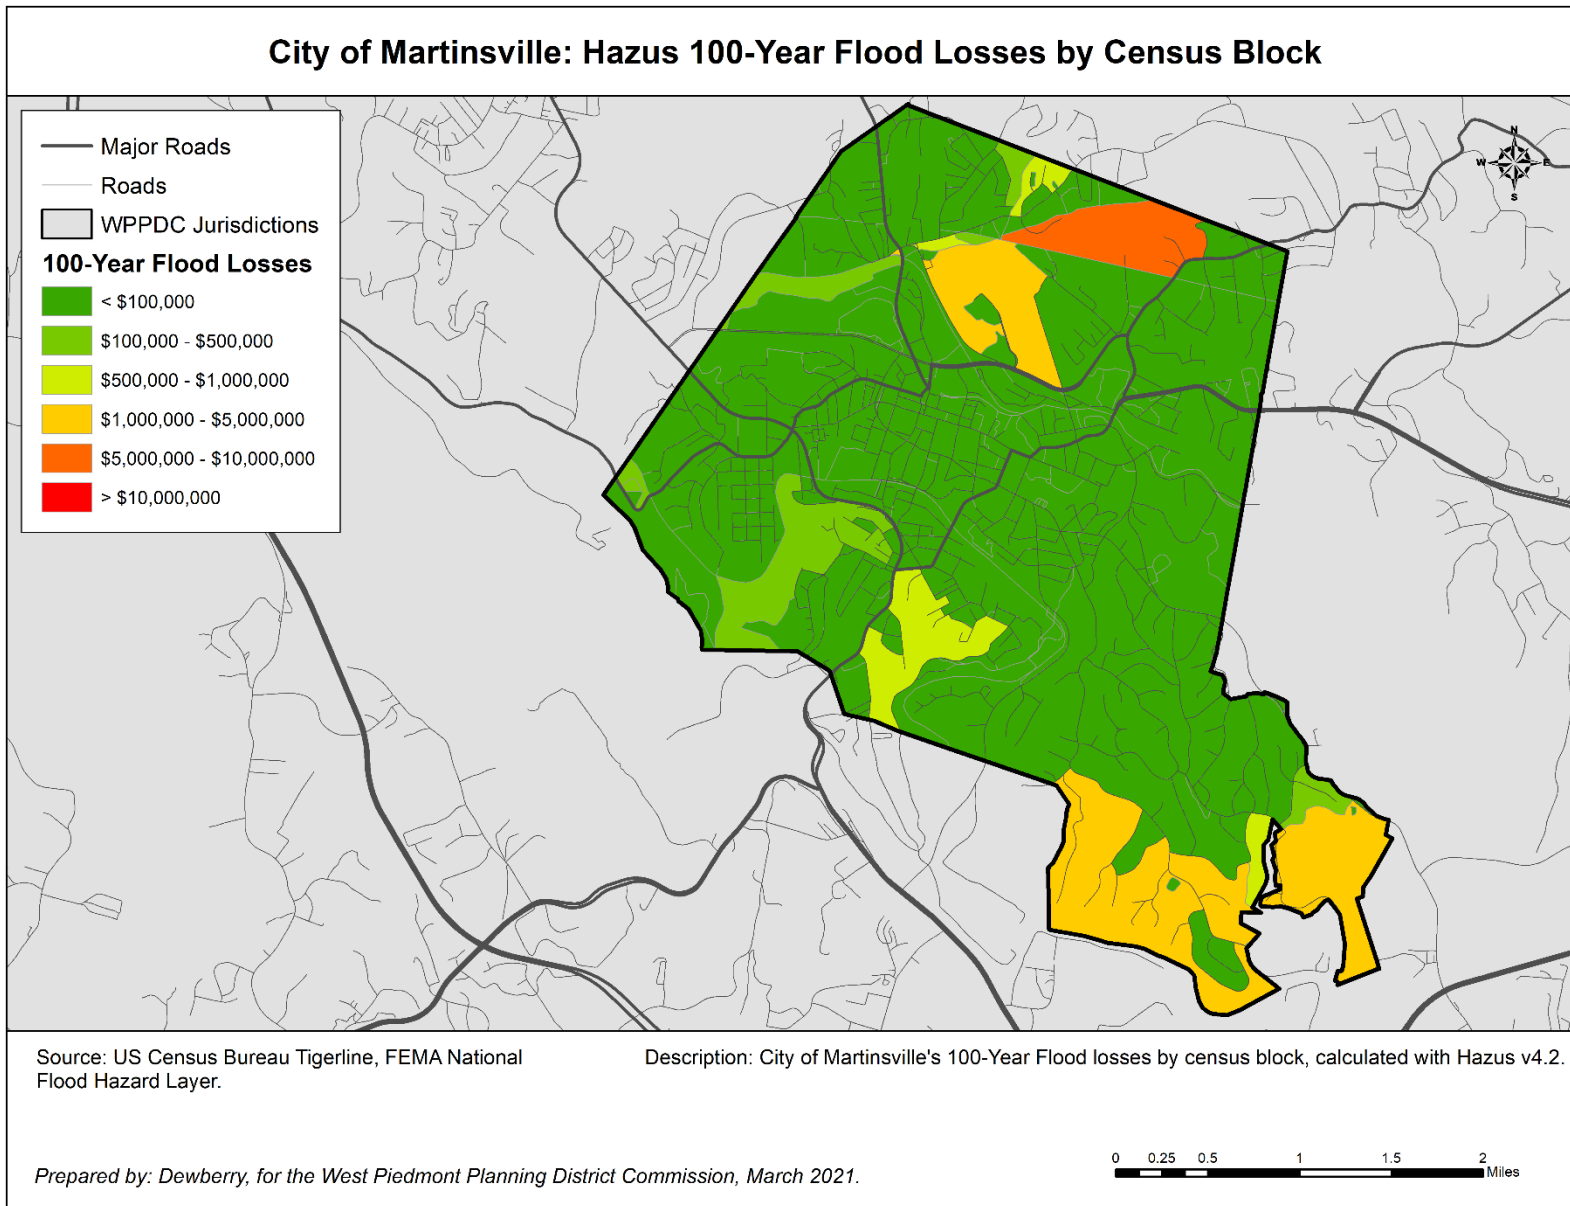 City of Martinsville: Hazus 100-Year Flood Losses by Census Block
Major Roads
Roads
WPPDC Jurisdictions
100-Year Flood Losses
< $100,000
$100,000 - $500,000
$500,000 - $1,000,000
$1,000,000 - $5,000,000
$5,000,000 - $10,000,000
> $10,000,000
N
W E
S
Source: US Census Bureau Tigerline, FEMA National
Flood Hazard Layer.
Description: City of Martinsville's 100-Year Flood losses by census block, calculated with Hazus v4.2.
Prepared by: Dewberry, for the West Piedmont Planning District Commission, March 2021.
0 0.25 0.5 1 1.5 2
Miles